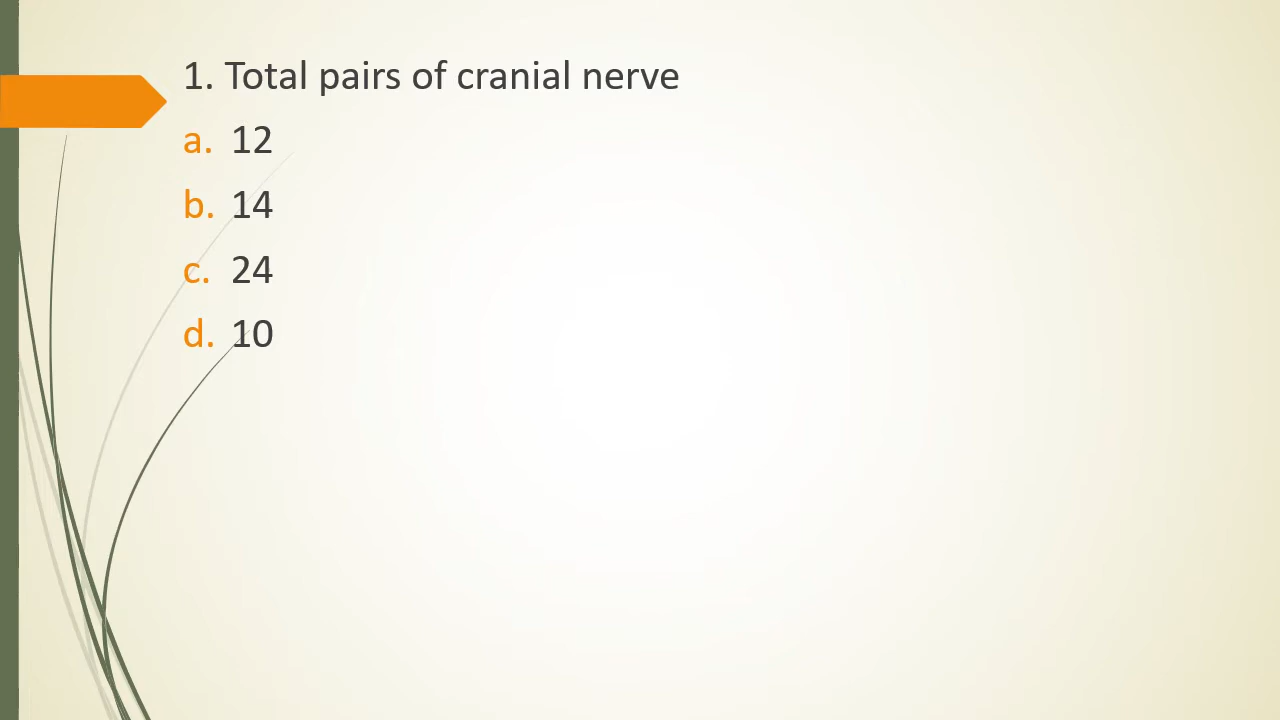 1. Total pairs of cranial nerve
a. 12
b. 14
c. 24
d. 10